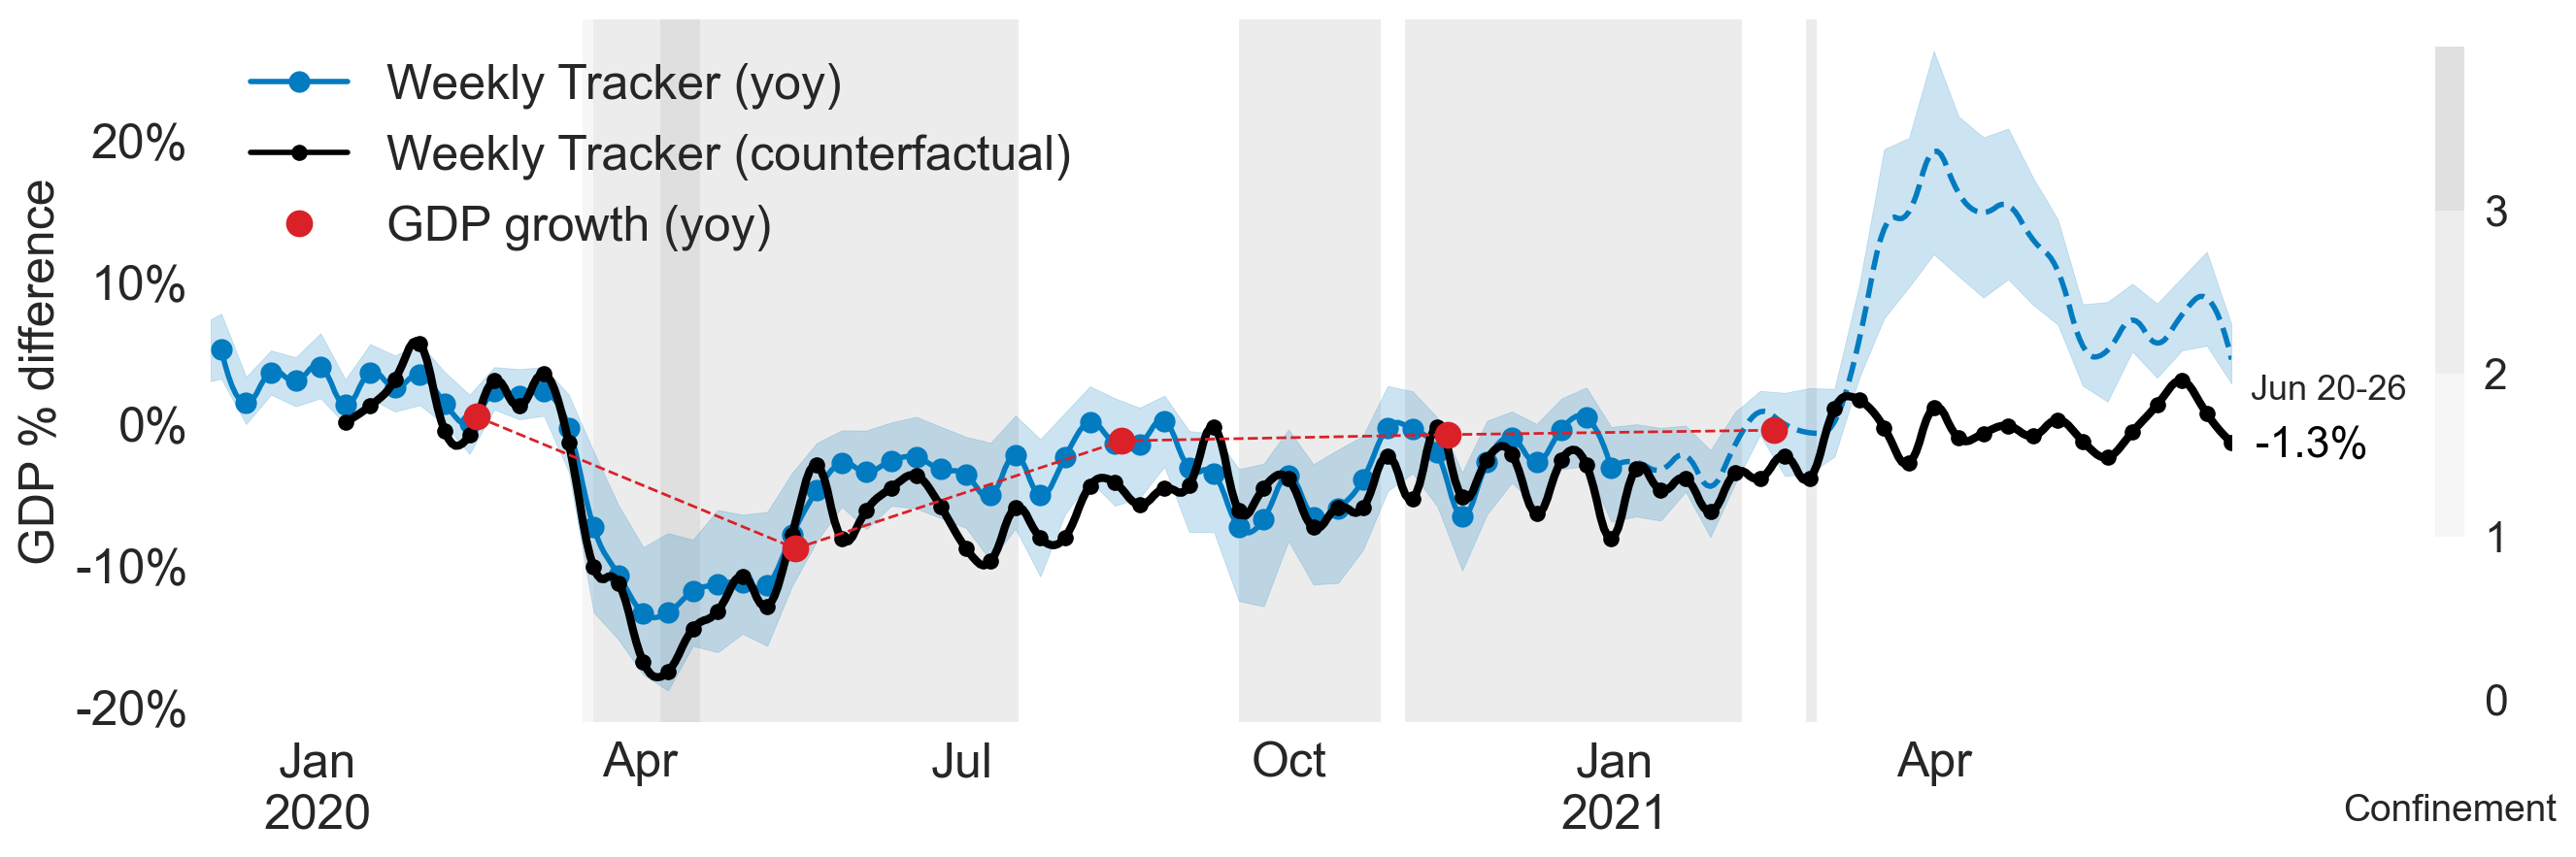 Weekly Tracker (yoy)
Weekly Tracker (counterfactual)
GDP growth (yoy)
GDP % difference
20%
10%
0%
-10%
-20%
Jan
2020
Apr
Jul
Oct
Jan
2021
Apr
Jun 20-26
-1.3%
3
2
1
0
Confinement